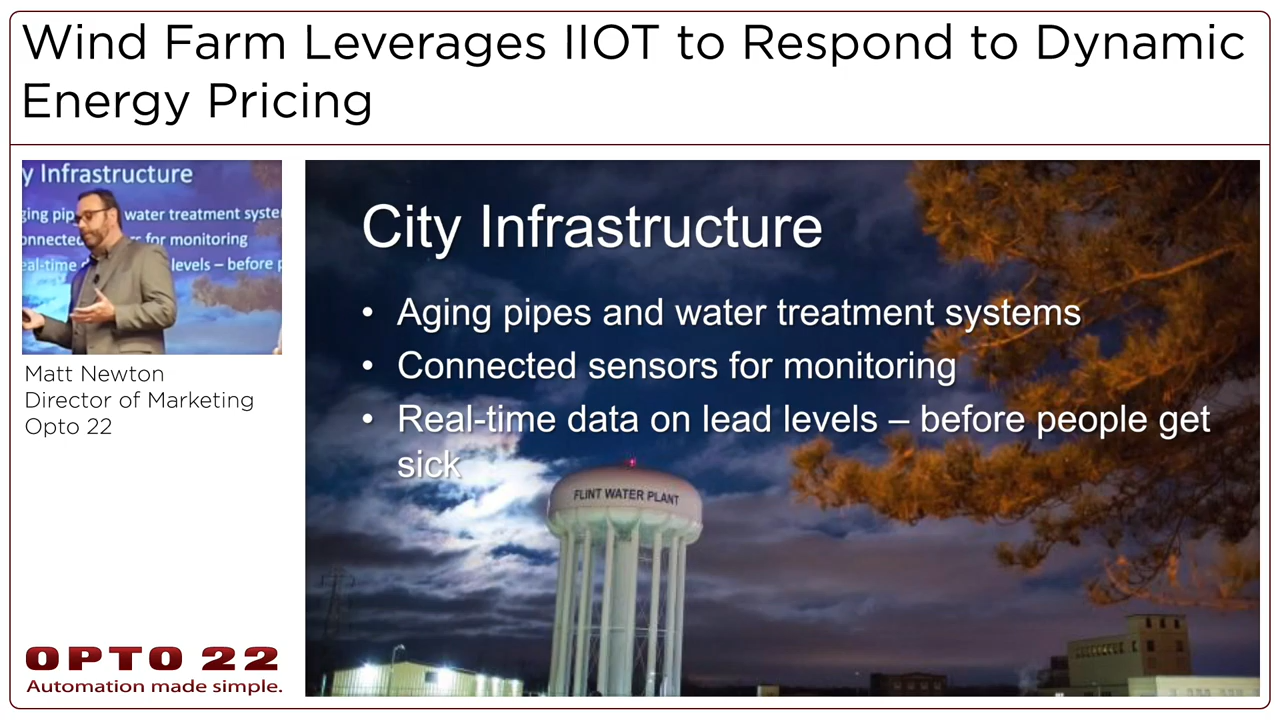 Wind Farm Leverages IIOT to Respond to Dynamic
Energy Pricing
y Infrastructure
ging pip water treatment syste
onnected rs for monitoring
eal-time levels – before p
Matt Newton
Director of Marketing
Opto 22
OPTO 22
Automation made simple.
City Infrastructure
• Aging pipes and water treatment systems
• Connected sensors for monitoring
• Real-time data on lead levels – before people get
sick
FLINT WATER PLANT